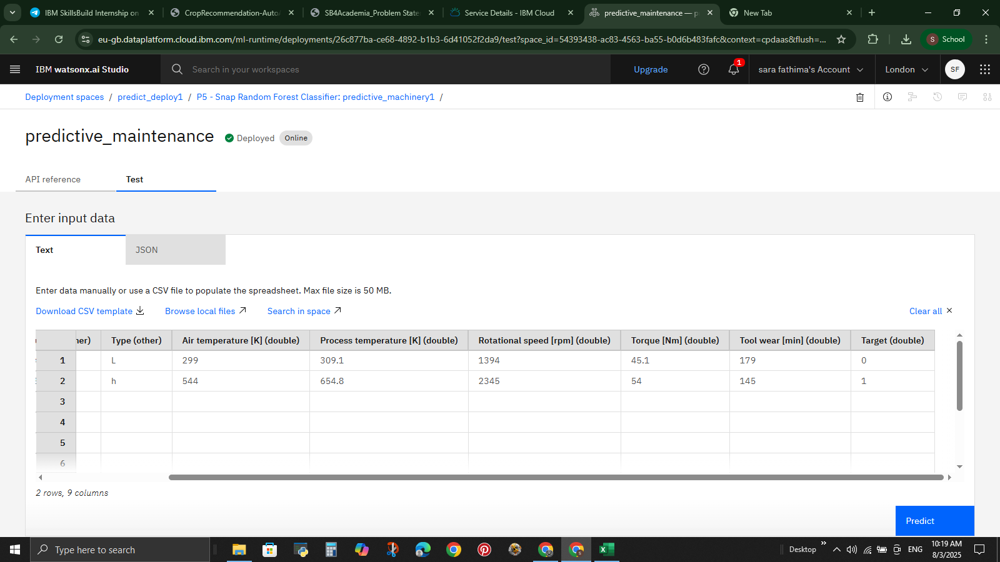 IBM SkillsBuild Internship on
CropRecommendation-AutoA
SB4Academia_Problem State
Service Details - IBM Cloud
predictive_maintenance — p
New Tab
eu-gb.dataplatform.cloud.ibm.com/ml-runtime/deployments/26c877ba-ce68-4892-b1b3-6d41052f2da9/test?space_id=54393438-ac83-4563-ba55-b0d6b483fafc&context=cpdaas&flush=...
S School
IBM watsonx.ai Studio
Search in your workspaces
Upgrade
1
sara fathima's Account
London
SF
Deployment spaces / predict_deploy1 / P5 - Snap Random Forest Classifier: predictive_machinery1 /
predictive_maintenance
Deployed
Online
API reference
Test
Enter input data
Text
JSON
Enter data manually or use a CSV file to populate the spreadsheet. Max file size is 50 MB.
Download CSV template
Browse local files
Search in space
Clear all
her) Type (other) Air temperature [K] (double) Process temperature [K] (double) Rotational speed [rpm] (double) Torque [Nm] (double) Tool wear [min] (double) Target (double)
1 L 299 309.1 1394 45.1 179 0
2 h 544 654.8 2345 54 145 1
3
4
5
6
2 rows, 9 columns
Predict
Type here to search
Desktop
ENG
10:19 AM
8/3/2025